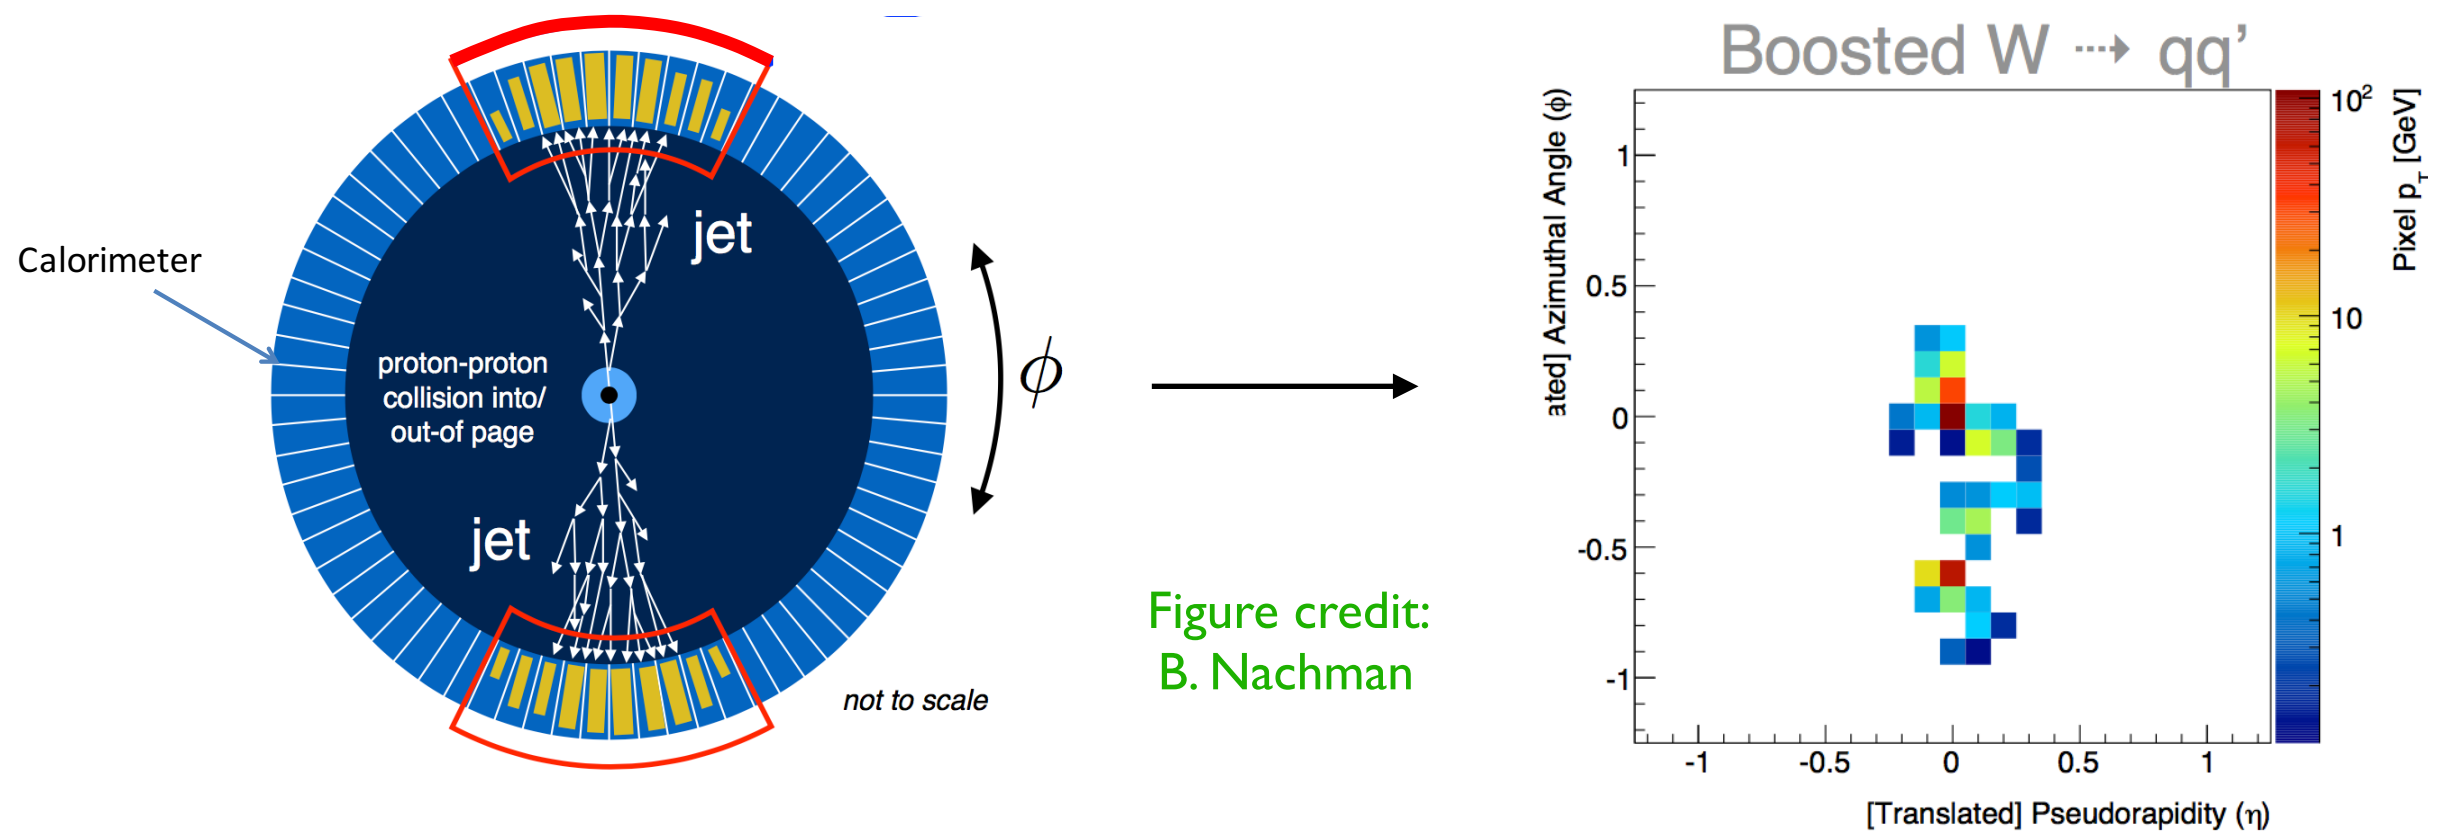 Calorimeter
jet
proton-proton
collision into/
out-of page
jet
not to scale
ϕ
Figure credit:
B. Nachman
Boosted W ⇢ qq’
ated] Azimuthal Angle (ϕ)
1
0.5
0
-0.5
-1
-1
-0.5
0
0.5
1
[Translated] Pseudorapidity (η)
10²
10
1
Pixel p_T [GeV]